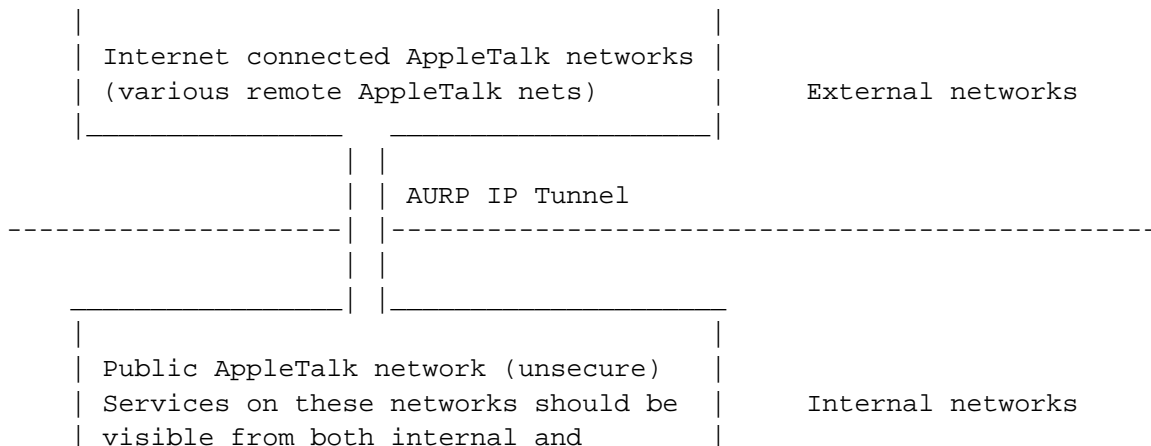 Internet connected AppleTalk networks
(various remote AppleTalk nets) External networks
AURP IP Tunnel
Public AppleTalk network (unsecure)
Services on these networks should be Internal networks
visible from both internal and